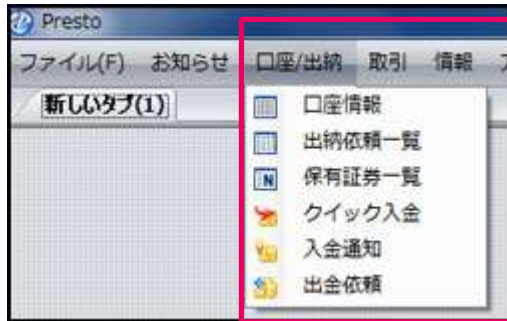 Presto
ファイル(F) お知らせ 口座/出納 取引 情報
新しいタブ(1)
口座情報
出納依頼一覧
保有証券一覧
クイック入金
入金通知
出金依頼